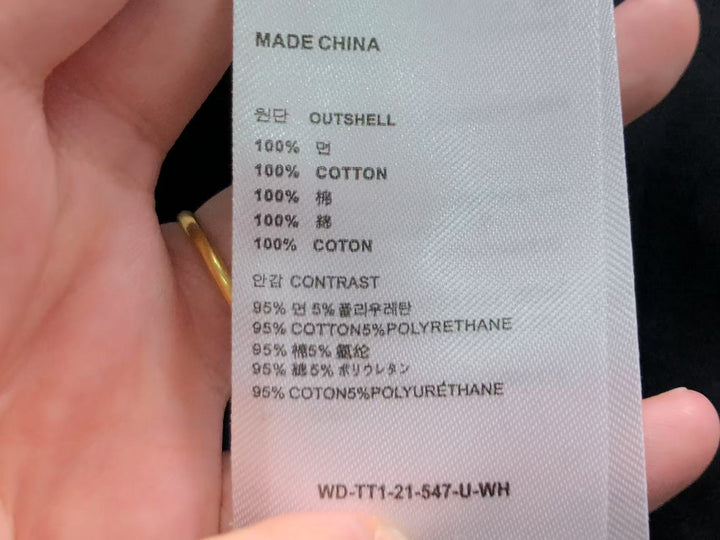 MADE CHINA
원단 OUTSHELL
100% 면
100% COTTON
100% 棉
100% 綿
100% COTON
안감 CONTRAST
95% 면 5% 폴리우레탄
95% COTTON5%POLYRETHANE
95% 棉5% 氨纶
95% 綿5% ポリウレタン
95% COTON5%POLYURÉTHANE
WD-TT1-21-547-U-WH